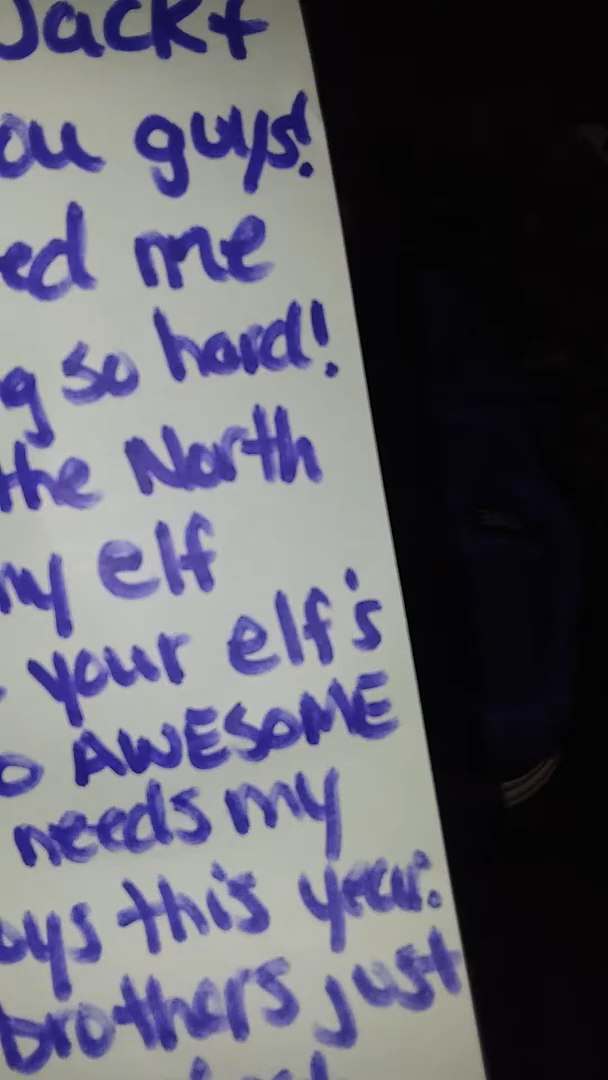 Jack +
ou guys!
ed me
g so hard!
the North
my elf
your elf's
o AWESOME
needs my
oys this year.
brothers just